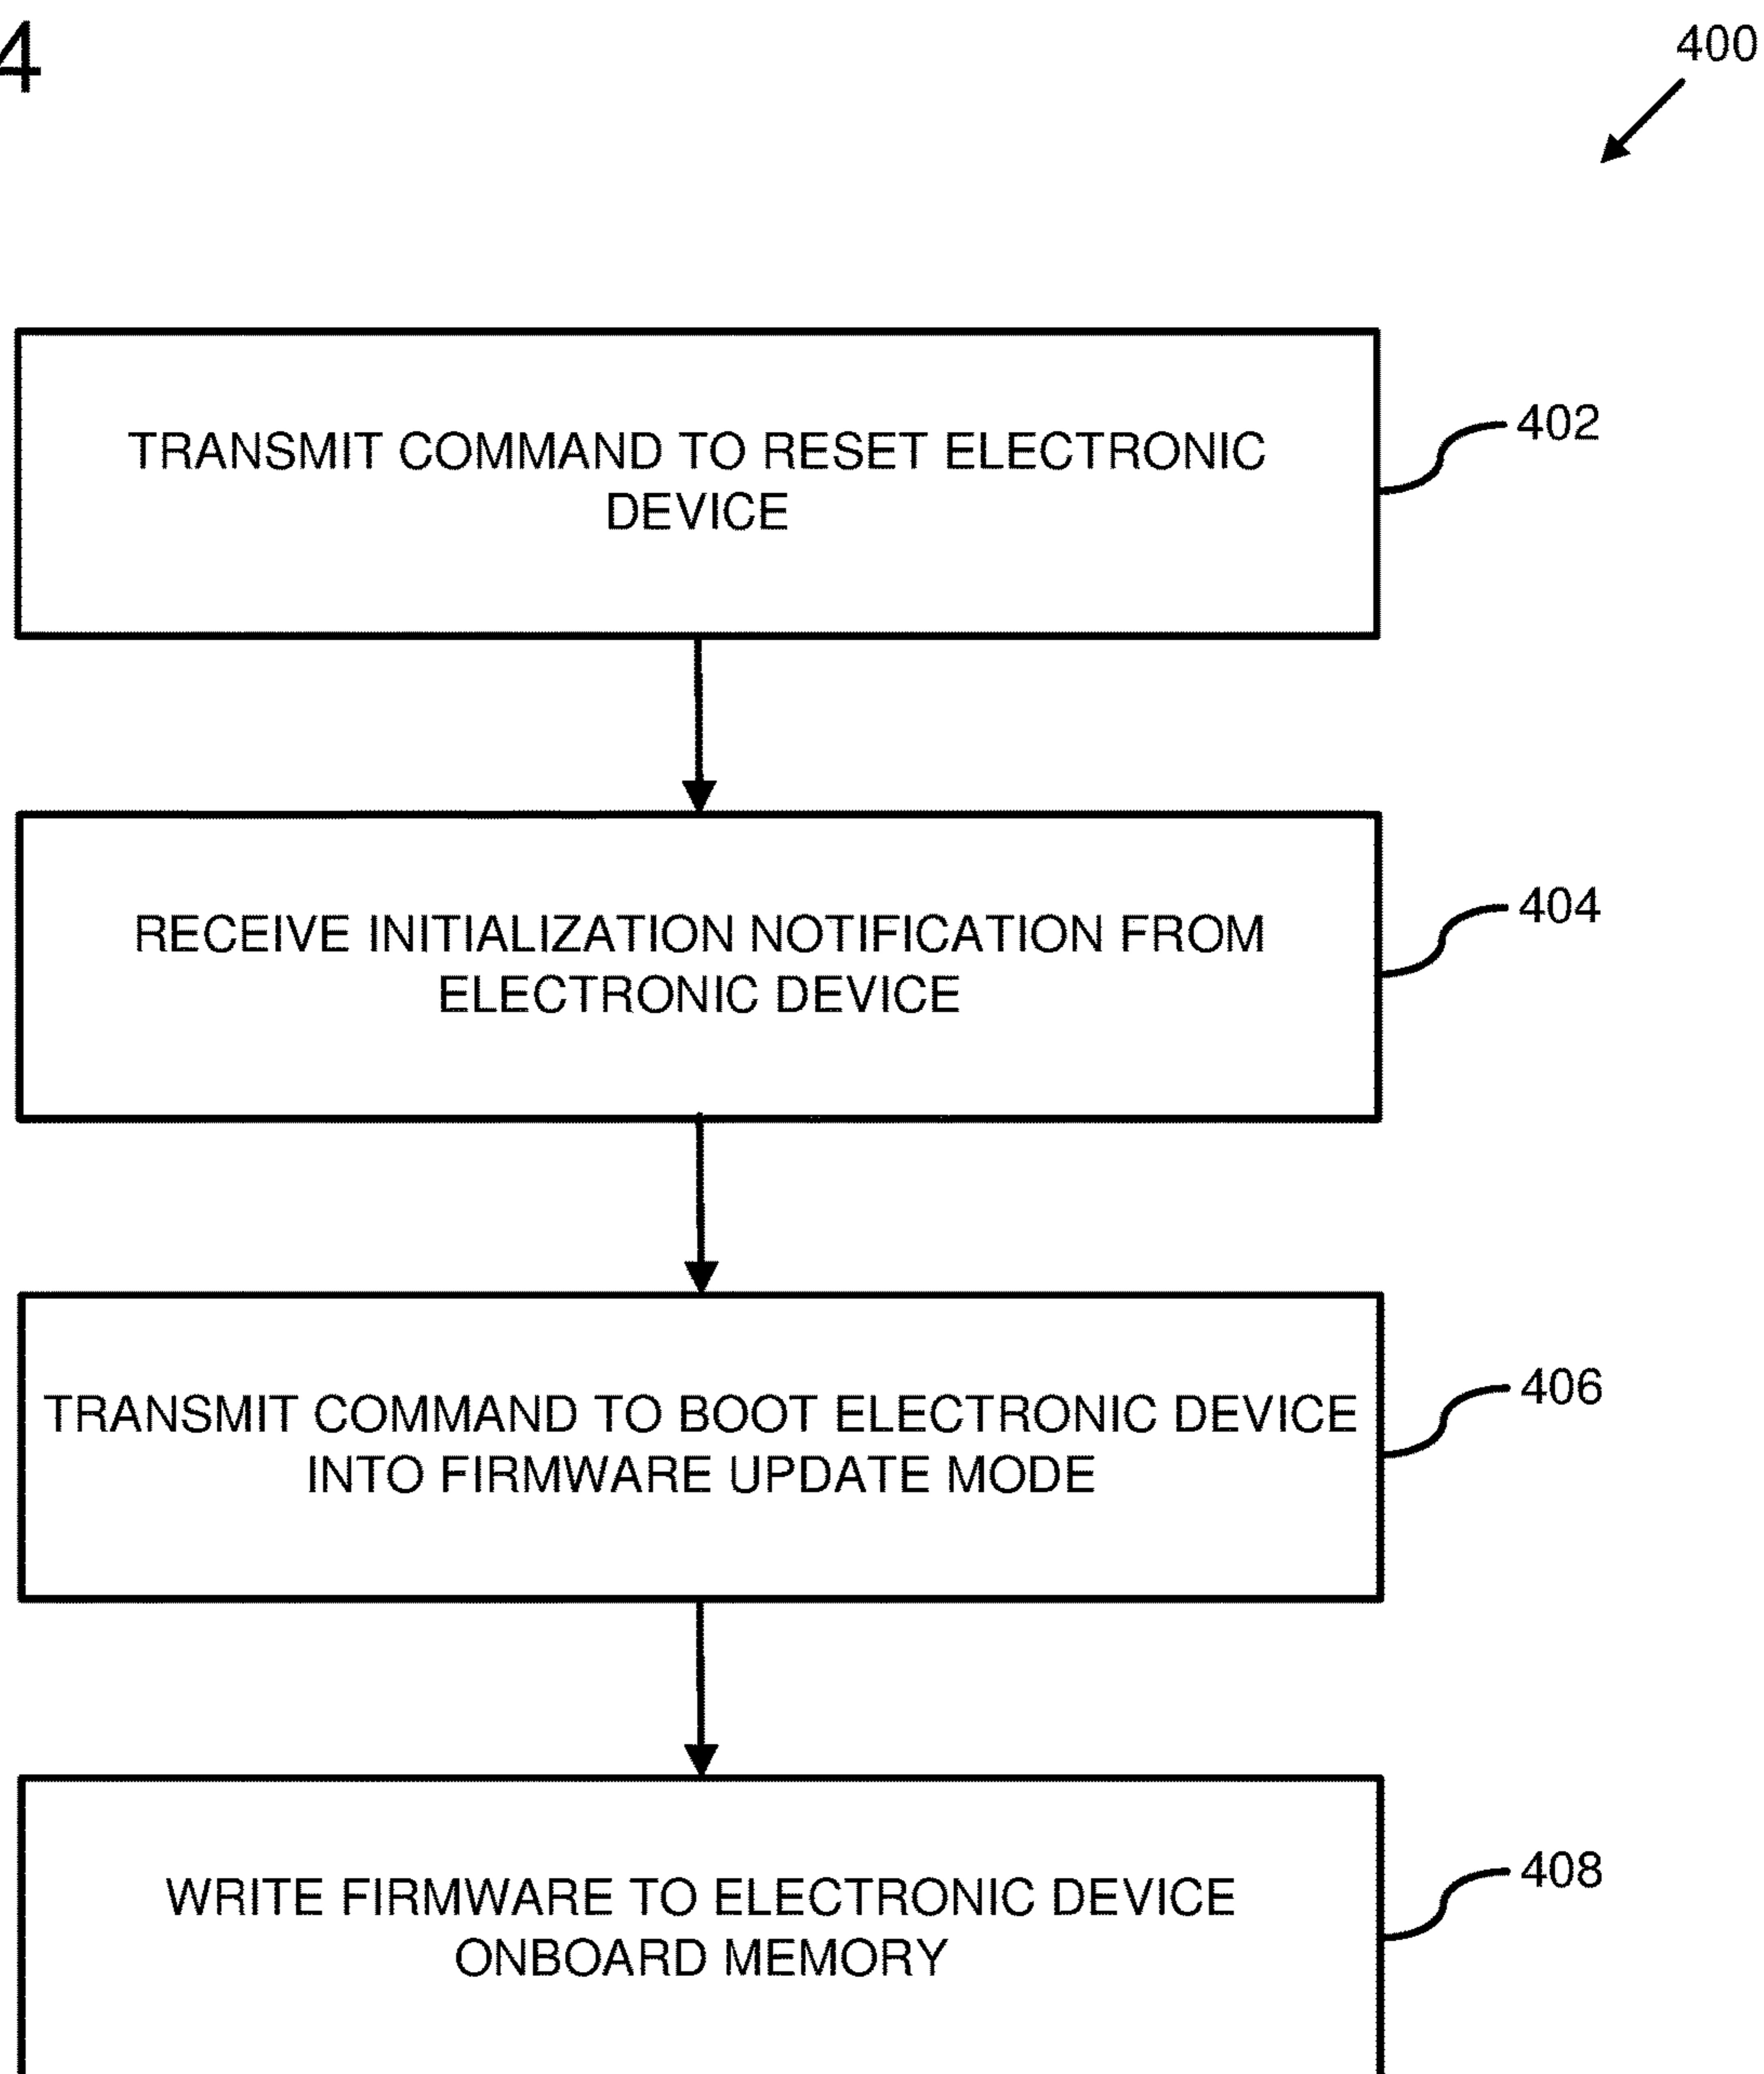 4
400
TRANSMIT COMMAND TO RESET ELECTRONIC
DEVICE
402
RECEIVE INITIALIZATION NOTIFICATION FROM
ELECTRONIC DEVICE
404
TRANSMIT COMMAND TO BOOT ELECTRONIC DEVICE
INTO FIRMWARE UPDATE MODE
406
WRITE FIRMWARE TO ELECTRONIC DEVICE
ONBOARD MEMORY
408